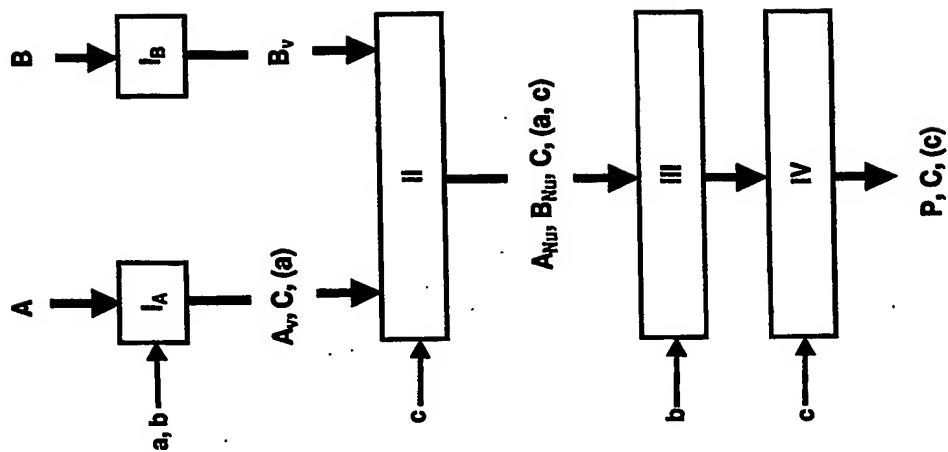 A B
a, b I_A I_B
A_v, C, (a) B_v
c II
A_Nu, B_Nu, C, (a, c)
b III
c IV
P, C, (c)